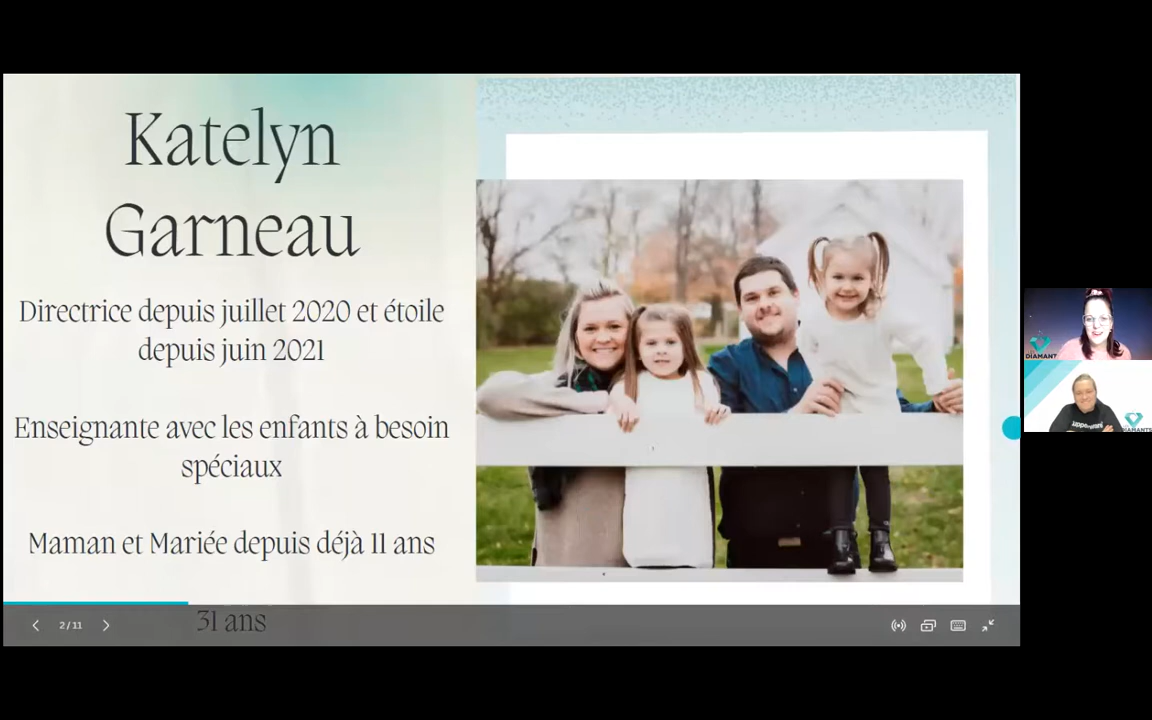 Katelyn
Garneau
Directrice depuis juillet 2020 et étoile
depuis juin 2021
Enseignante avec les enfants à besoin
spéciaux
Maman et Mariée depuis déjà 11 ans
31 ans
2 / 11
DIAMANT
DIAMANTS